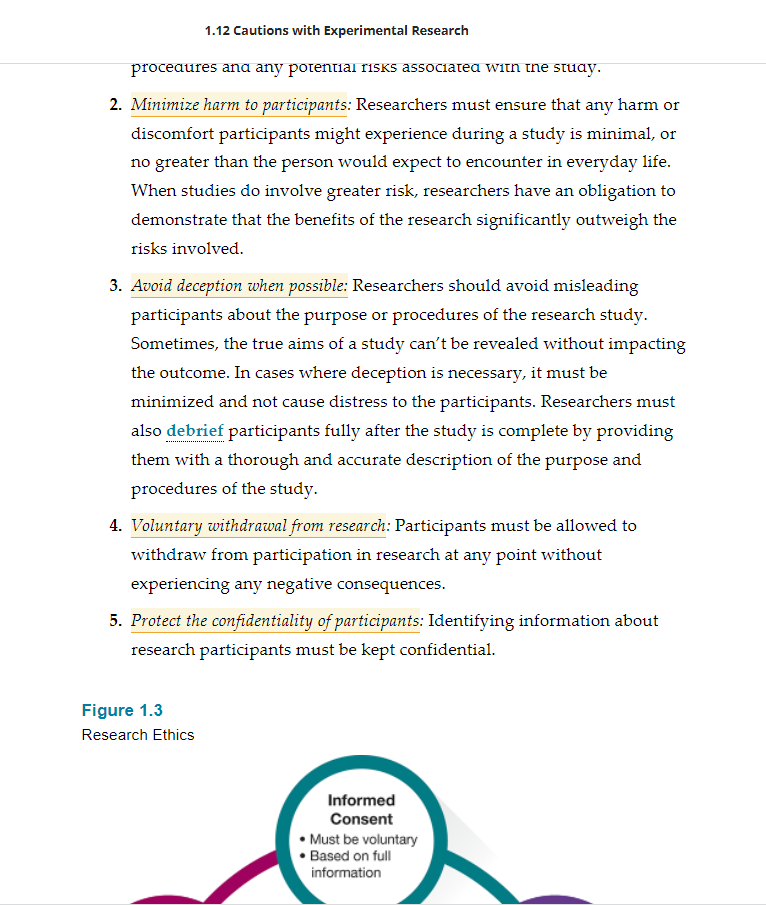 1.12 Cautions with Experimental Research
procedures and any potential risks associated with the study.
2. Minimize harm to participants: Researchers must ensure that any harm or
discomfort participants might experience during a study is minimal, or
no greater than the person would expect to encounter in everyday life.
When studies do involve greater risk, researchers have an obligation to
demonstrate that the benefits of the research significantly outweigh the
risks involved.
3. Avoid deception when possible: Researchers should avoid misleading
participants about the purpose or procedures of the research study.
Sometimes, the true aims of a study can’t be revealed without impacting
the outcome. In cases where deception is necessary, it must be
minimized and not cause distress to the participants. Researchers must
also debrief participants fully after the study is complete by providing
them with a thorough and accurate description of the purpose and
procedures of the study.
4. Voluntary withdrawal from research: Participants must be allowed to
withdraw from participation in research at any point without
experiencing any negative consequences.
5. Protect the confidentiality of participants: Identifying information about
research participants must be kept confidential.
Figure 1.3
Research Ethics
Informed
Consent
• Must be voluntary
• Based on full
information